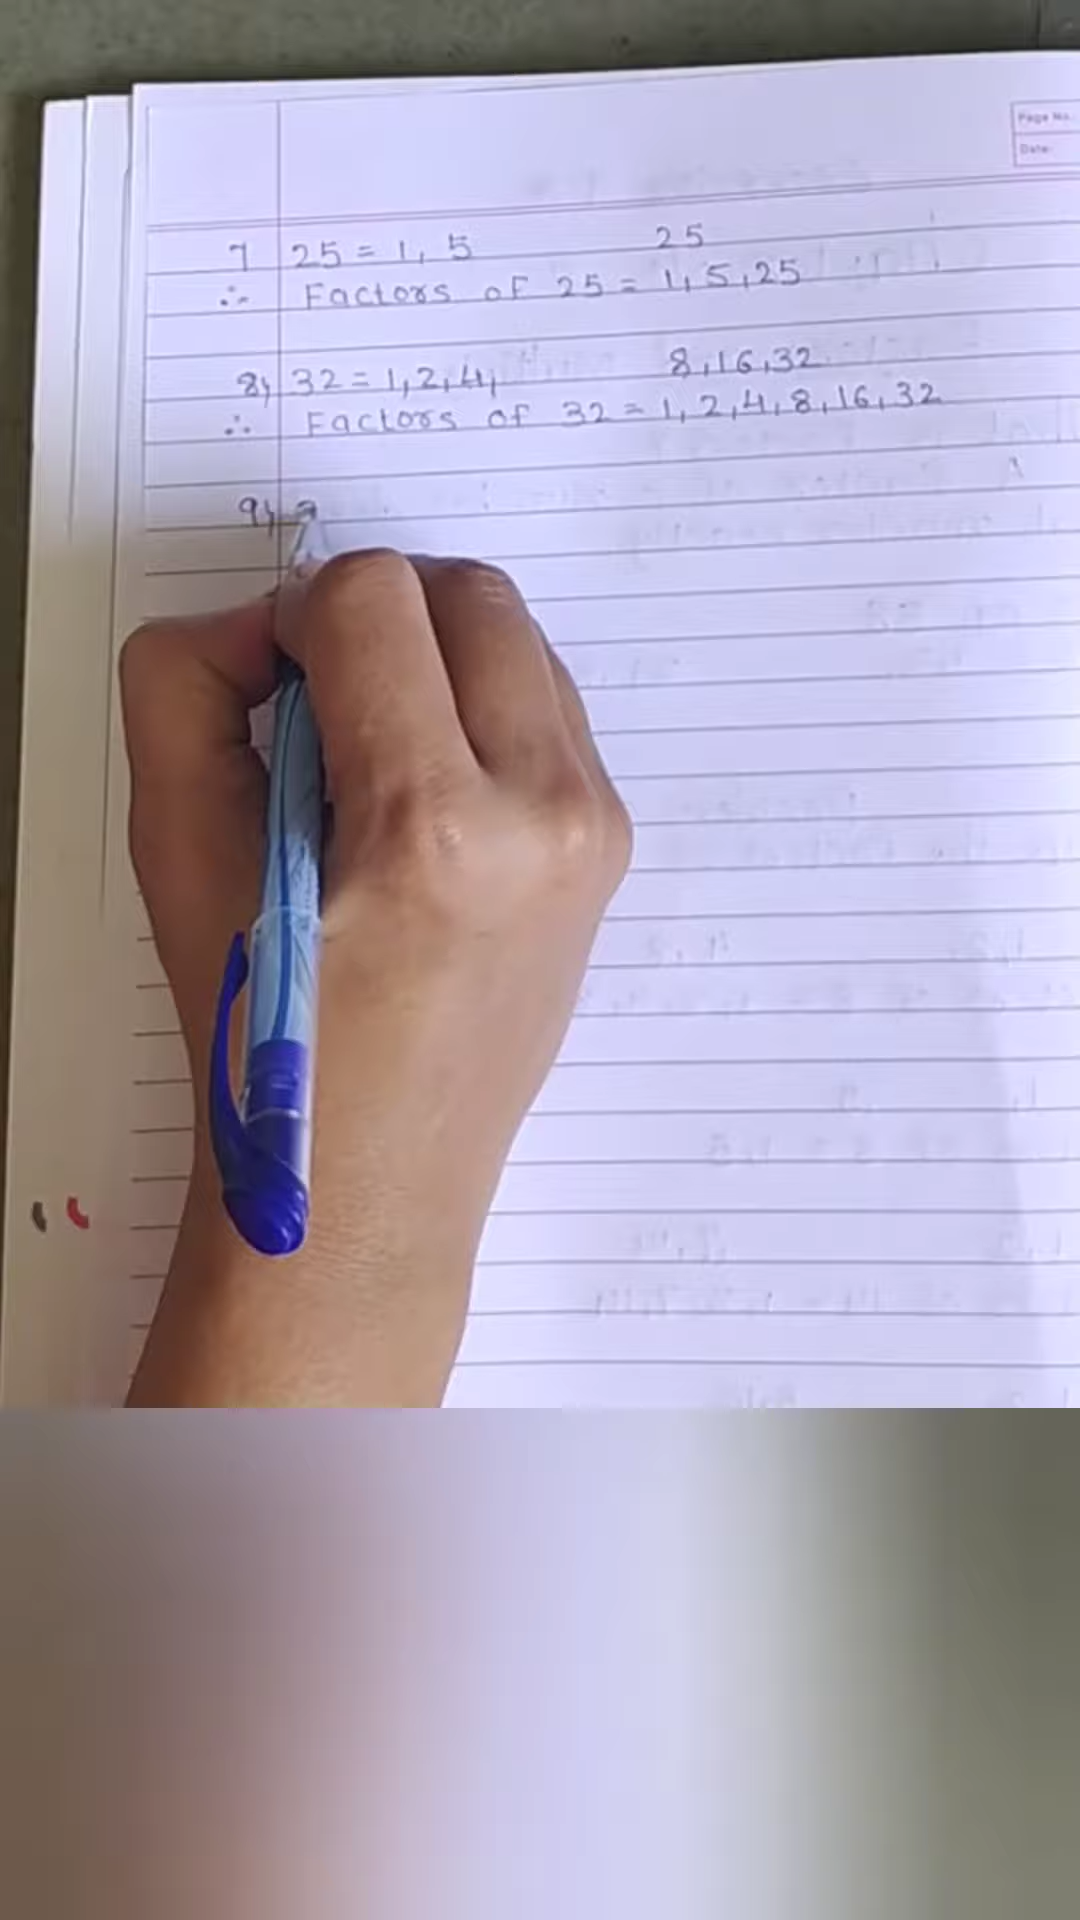 Page No.
Date:
7 25 = 1, 5 25
∴ Factors of 25 = 1, 5, 25
8) 32 = 1, 2, 4, 8, 16, 32
∴ Factors of 32 = 1, 2, 4, 8, 16, 32
9)